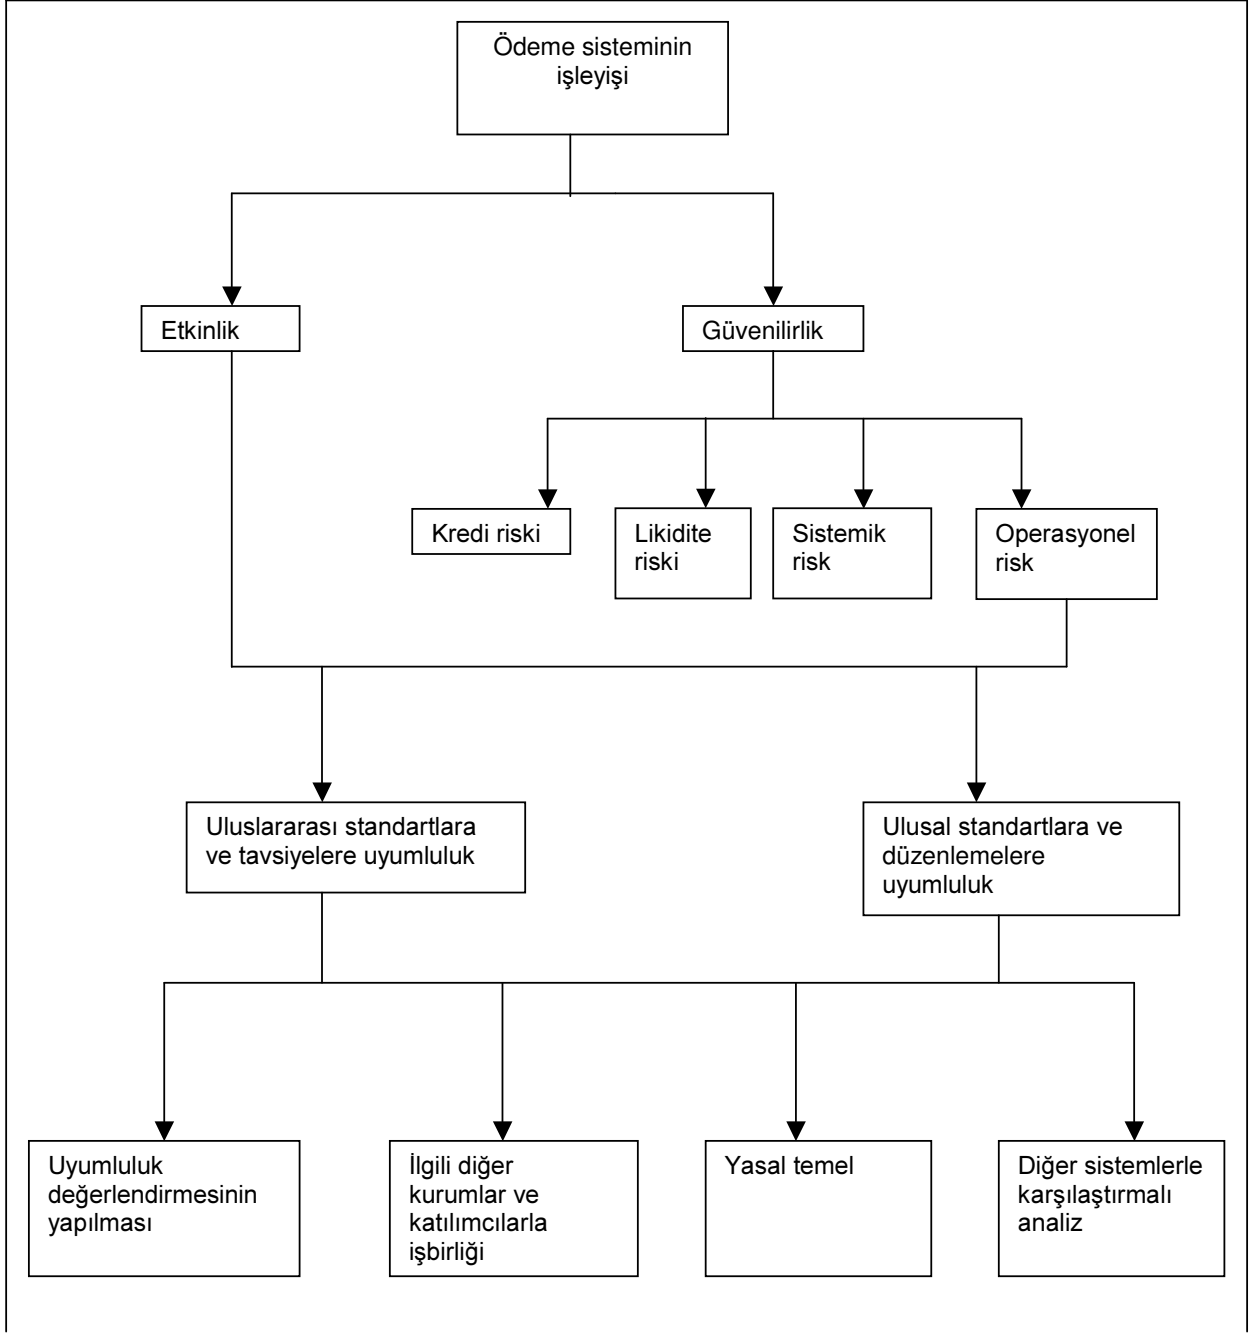 Ödeme sisteminin
işleyişi
Etkinlik
Güvenilirlik
Kredi riski
Likidite
riski
Sistemik
risk
Operasyonel
risk
Uluslararası standartlara
ve tavsiyelere uyumluluk
Ulusal standartlara ve
düzenlemelere
uyumluluk
Uyumluluk
değerlendirmesinin
yapılması
İlgili diğer
kurumlar ve
katılımcılarla
işbirliği
Yasal temel
Diğer sistemlerle
karşılaştırmalı
analiz